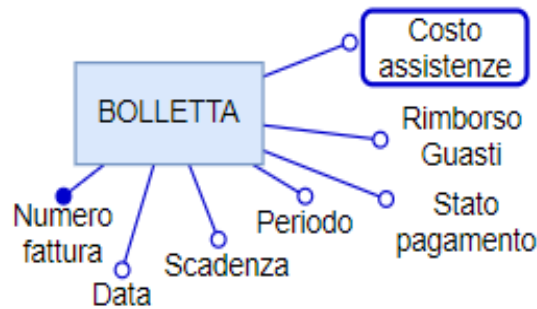 Costo
assistenze
BOLLETTA
Rimborso
Guasti
Stato
pagamento
Periodo
Numero
fattura
Scadenza
Data